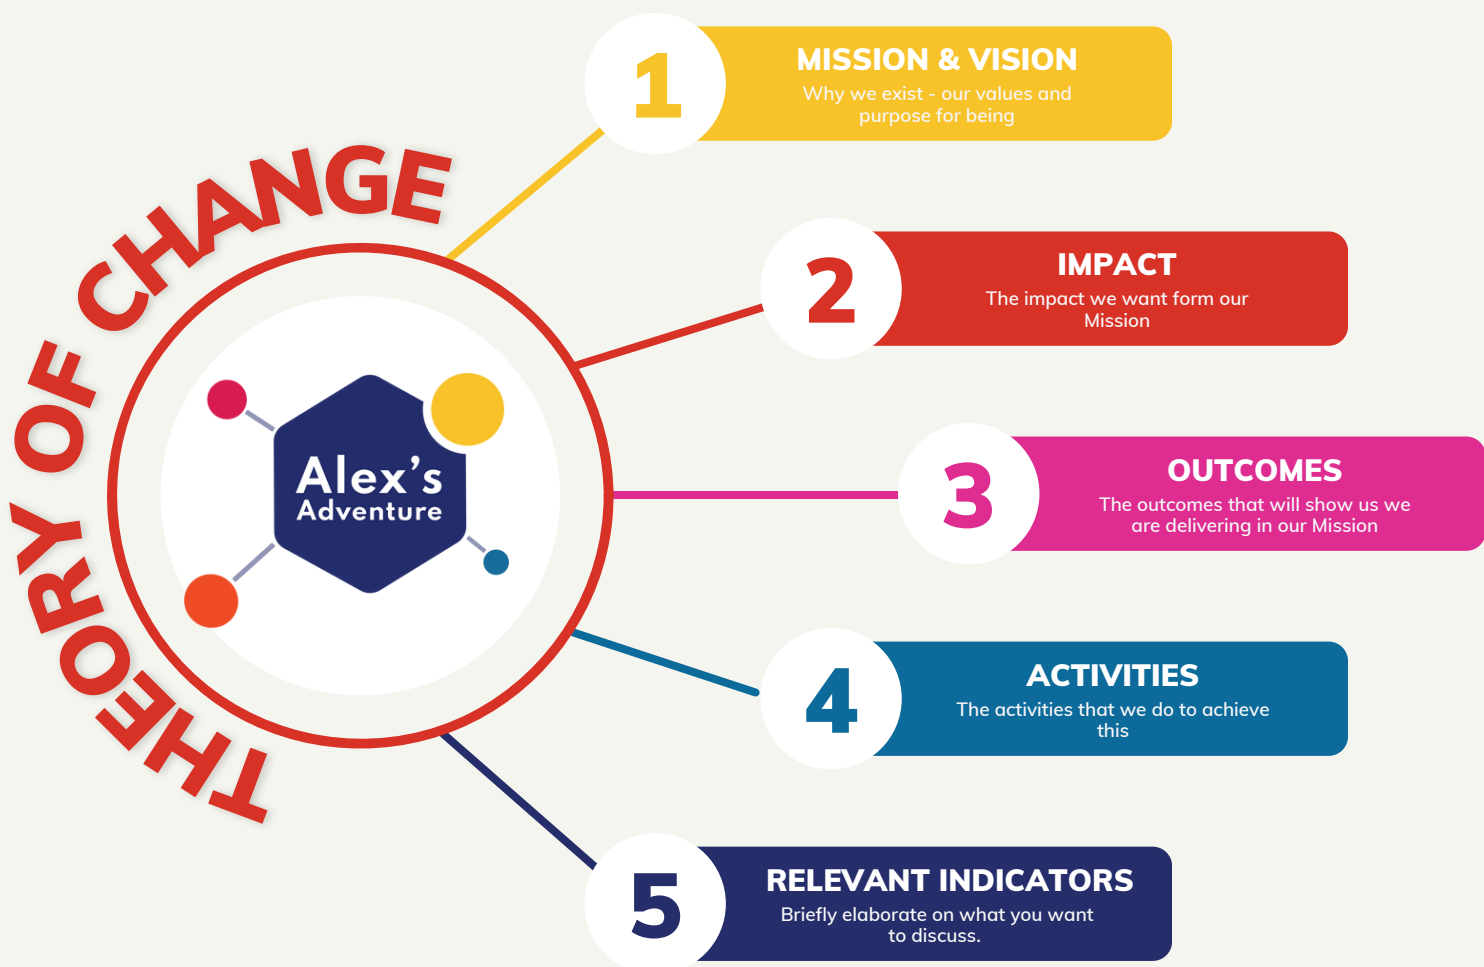 THEORY OF CHANGE
Alex's
Adventure
1
MISSION & VISION
Why we exist - our values and
purpose for being
2
IMPACT
The impact we want form our
Mission
3
OUTCOMES
The outcomes that will show us we
are delivering in our Mission
4
ACTIVITIES
The activities that we do to achieve
this
5
RELEVANT INDICATORS
Briefly elaborate on what you want
to discuss.